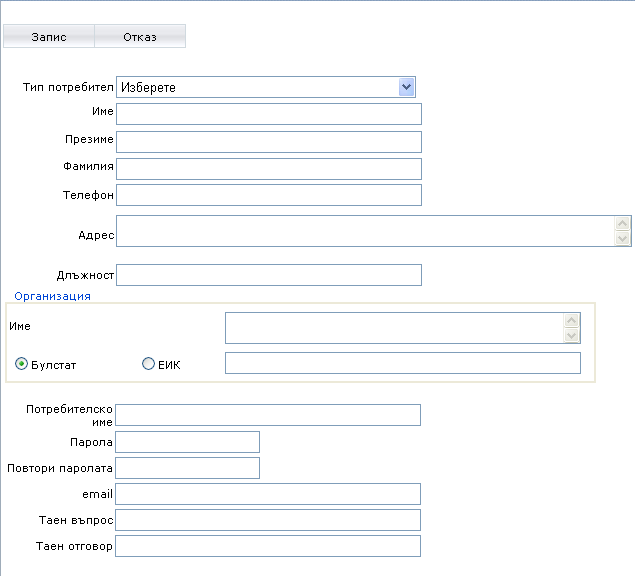 Запис Отказ
Тип потребител Изберете
Име
Презиме
Фамилия
Телефон
Адрес
Длъжност
Организация
Име
Булстат ЕИК
Потребителско
име
Парола
Повтори паролата
email
Таен въпрос
Таен отговор